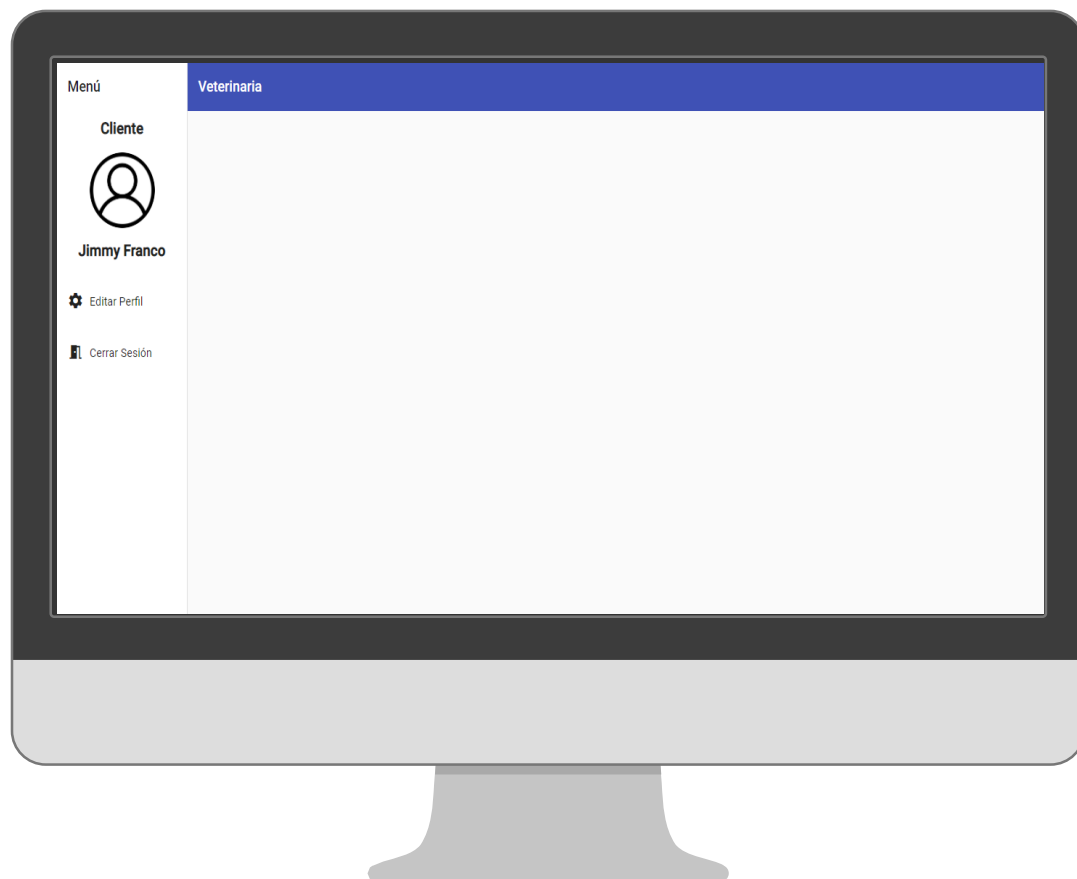 Menú
Veterinaria
Cliente
Jimmy Franco
Editar Perfil
Cerrar Sesión